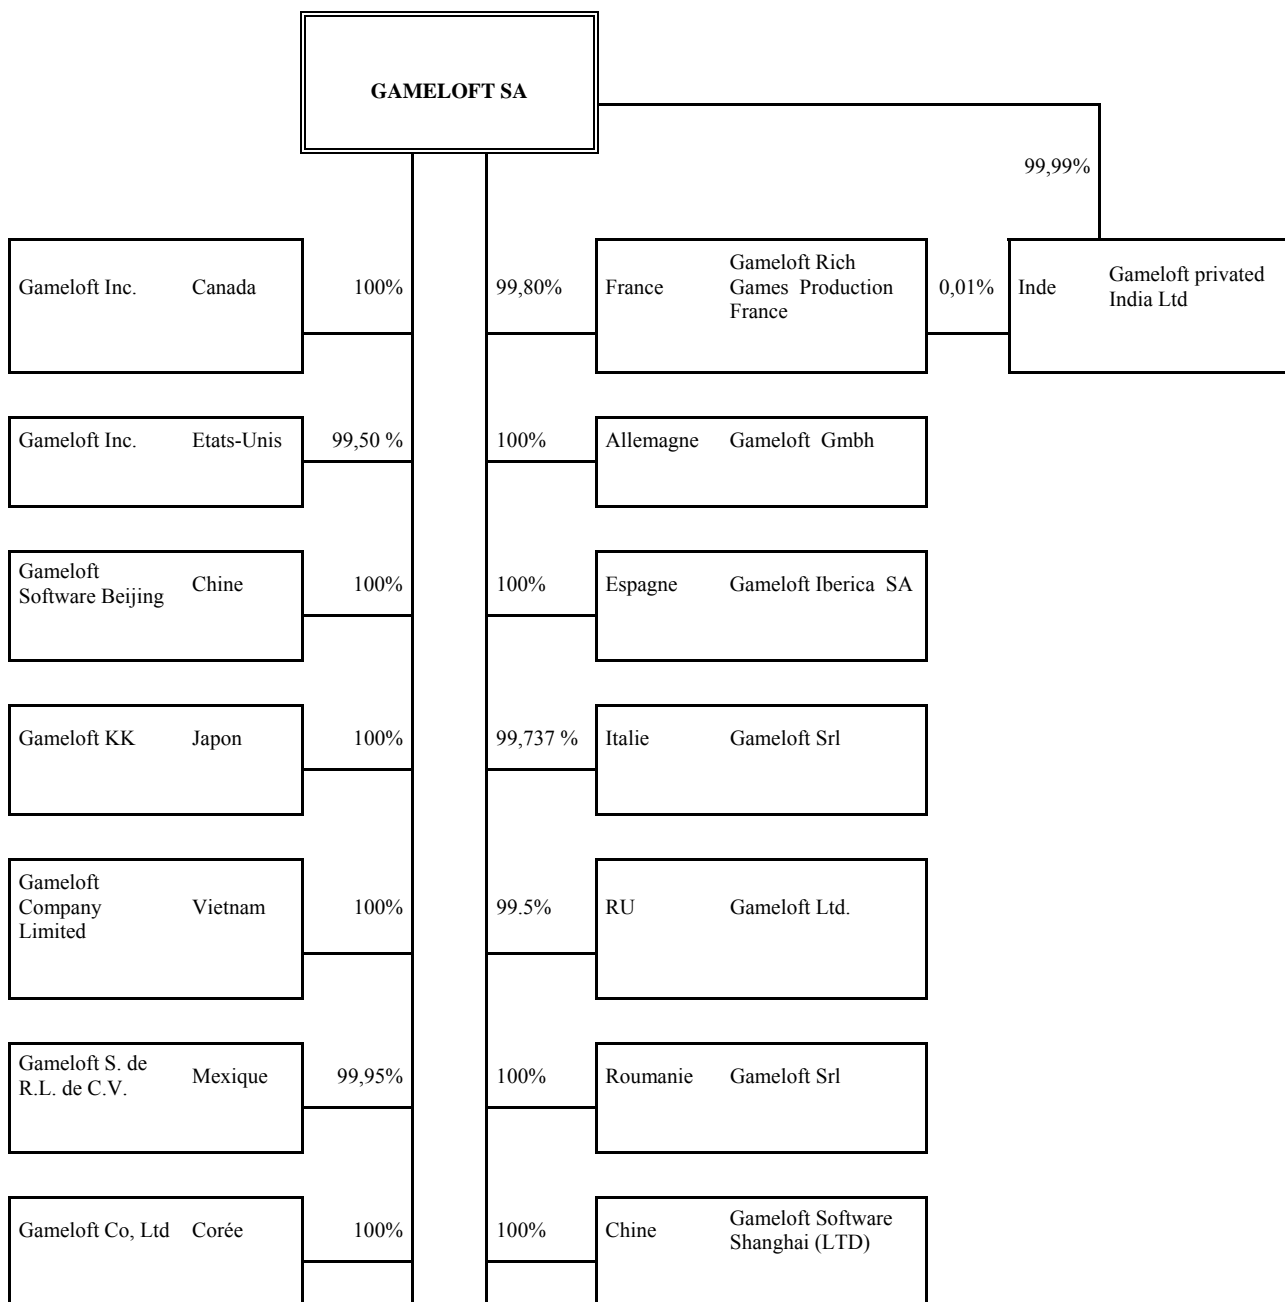 GAMELOFT SA
99,99%
Gameloft Inc. Canada 100% 99,80% France Gameloft Rich
Games Production
France
0,01% Inde Gameloft privated
India Ltd
Gameloft Inc. Etats-Unis 99,50 % 100% Allemagne Gameloft Gmbh
Gameloft
Software Beijing Chine 100% 100% Espagne Gameloft Iberica SA
Gameloft KK Japon 100% 99,737 % Italie Gameloft Srl
Gameloft
Company
Limited
Vietnam 100% 99.5% RU Gameloft Ltd.
Gameloft S. de
R.L. de C.V. Mexique 99,95% 100% Roumanie Gameloft Srl
Gameloft Co, Ltd Corée 100% 100% Chine Gameloft Software
Shanghai (LTD)